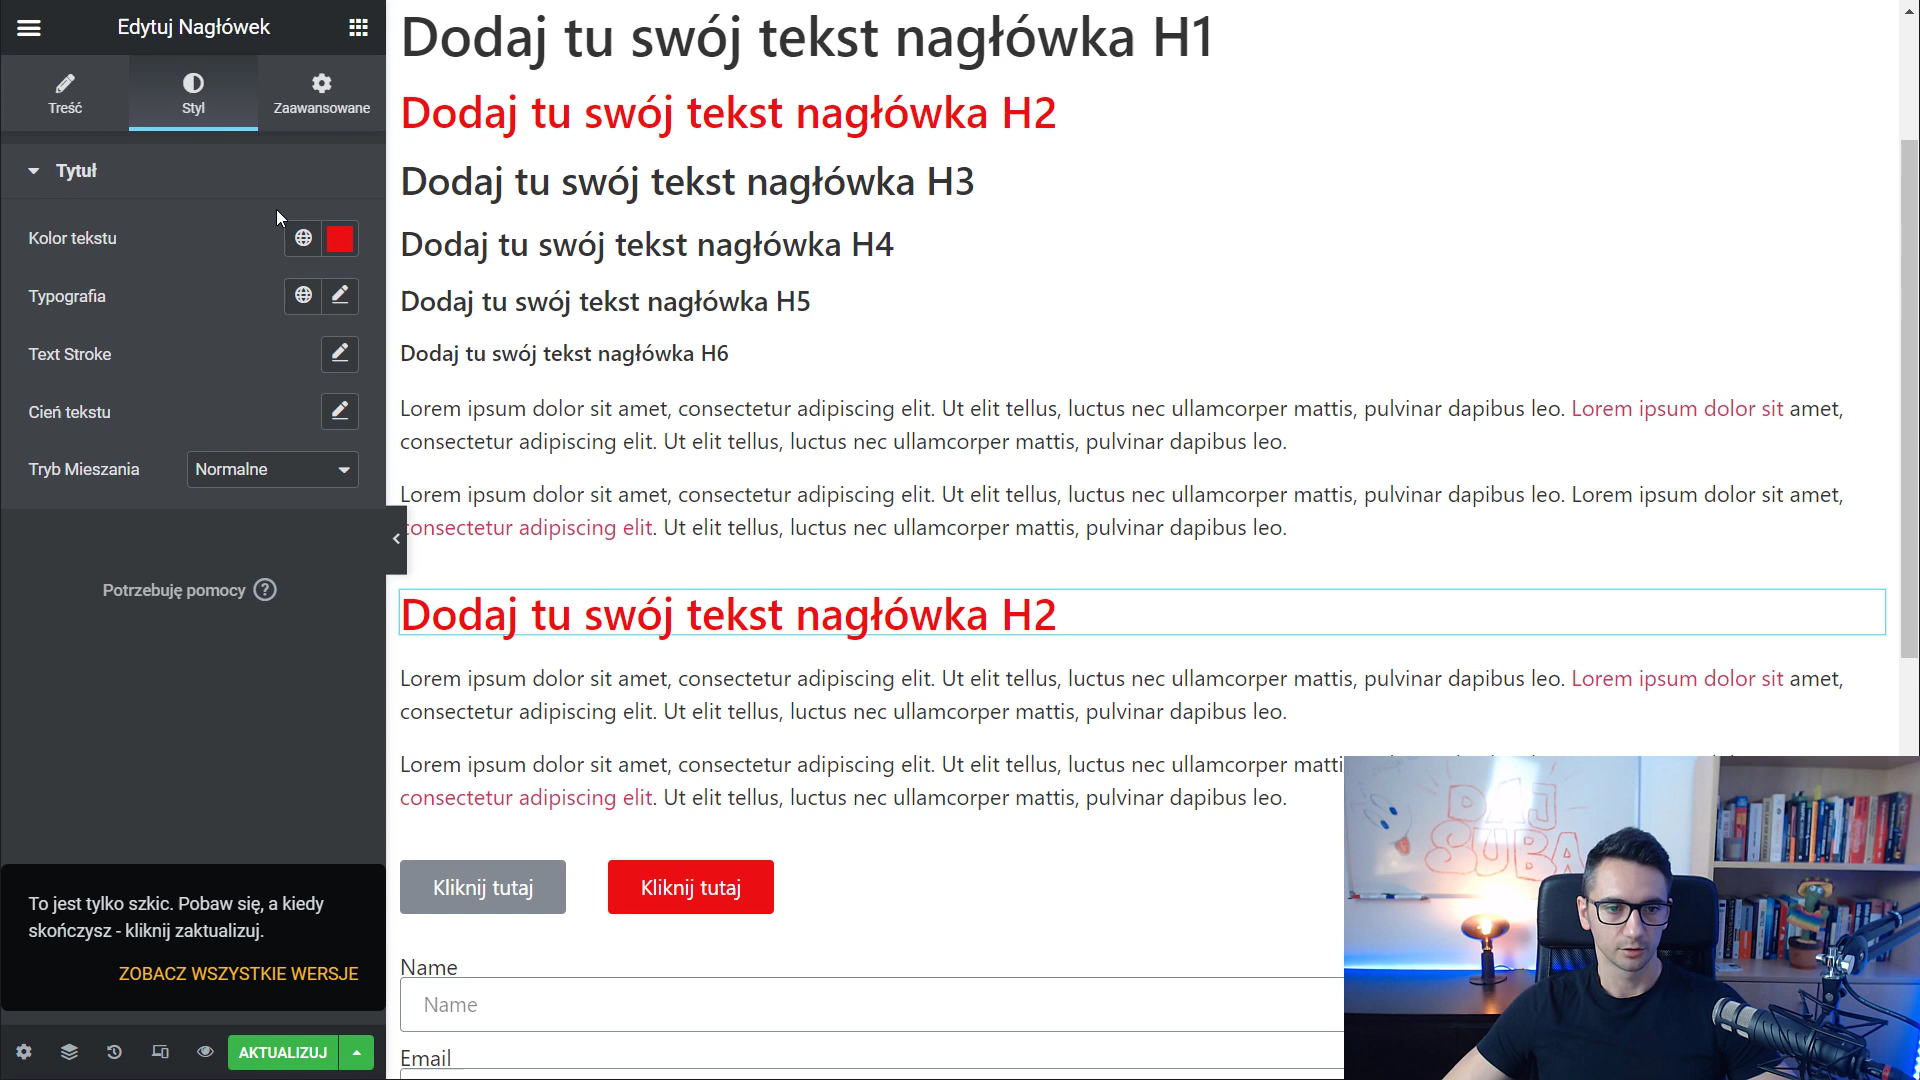 Edytuj Nagłówek
Treść
Styl
Zaawansowane
Tytuł
Kolor tekstu
Typografia
Text Stroke
Cień tekstu
Tryb Mieszania
Normalne
Potrzebuję pomocy ?
To jest tylko szkic. Pobaw się, a kiedy
skończysz - kliknij zaktualizuj.
ZOBACZ WSZYSTKIE WERSJE
AKTUALIZUJ
Dodaj tu swój tekst nagłówka H1
Dodaj tu swój tekst nagłówka H2
Dodaj tu swój tekst nagłówka H3
Dodaj tu swój tekst nagłówka H4
Dodaj tu swój tekst nagłówka H5
Dodaj tu swój tekst nagłówka H6
Lorem ipsum dolor sit amet, consectetur adipiscing elit. Ut elit tellus, luctus nec ullamcorper mattis, pulvinar dapibus leo. Lorem ipsum dolor sit amet,
consectetur adipiscing elit. Ut elit tellus, luctus nec ullamcorper mattis, pulvinar dapibus leo.
Lorem ipsum dolor sit amet, consectetur adipiscing elit. Ut elit tellus, luctus nec ullamcorper mattis, pulvinar dapibus leo. Lorem ipsum dolor sit amet,
consectetur adipiscing elit. Ut elit tellus, luctus nec ullamcorper mattis, pulvinar dapibus leo.
Dodaj tu swój tekst nagłówka H2
Lorem ipsum dolor sit amet, consectetur adipiscing elit. Ut elit tellus, luctus nec ullamcorper mattis, pulvinar dapibus leo. Lorem ipsum dolor sit amet,
consectetur adipiscing elit. Ut elit tellus, luctus nec ullamcorper mattis, pulvinar dapibus leo.
Lorem ipsum dolor sit amet, consectetur adipiscing elit. Ut elit tellus, luctus nec ullamcorper matti
consectetur adipiscing elit. Ut elit tellus, luctus nec ullamcorper mattis, pulvinar dapibus leo.
Kliknij tutaj
Kliknij tutaj
Name
Name
Email
DAJ
SUBA